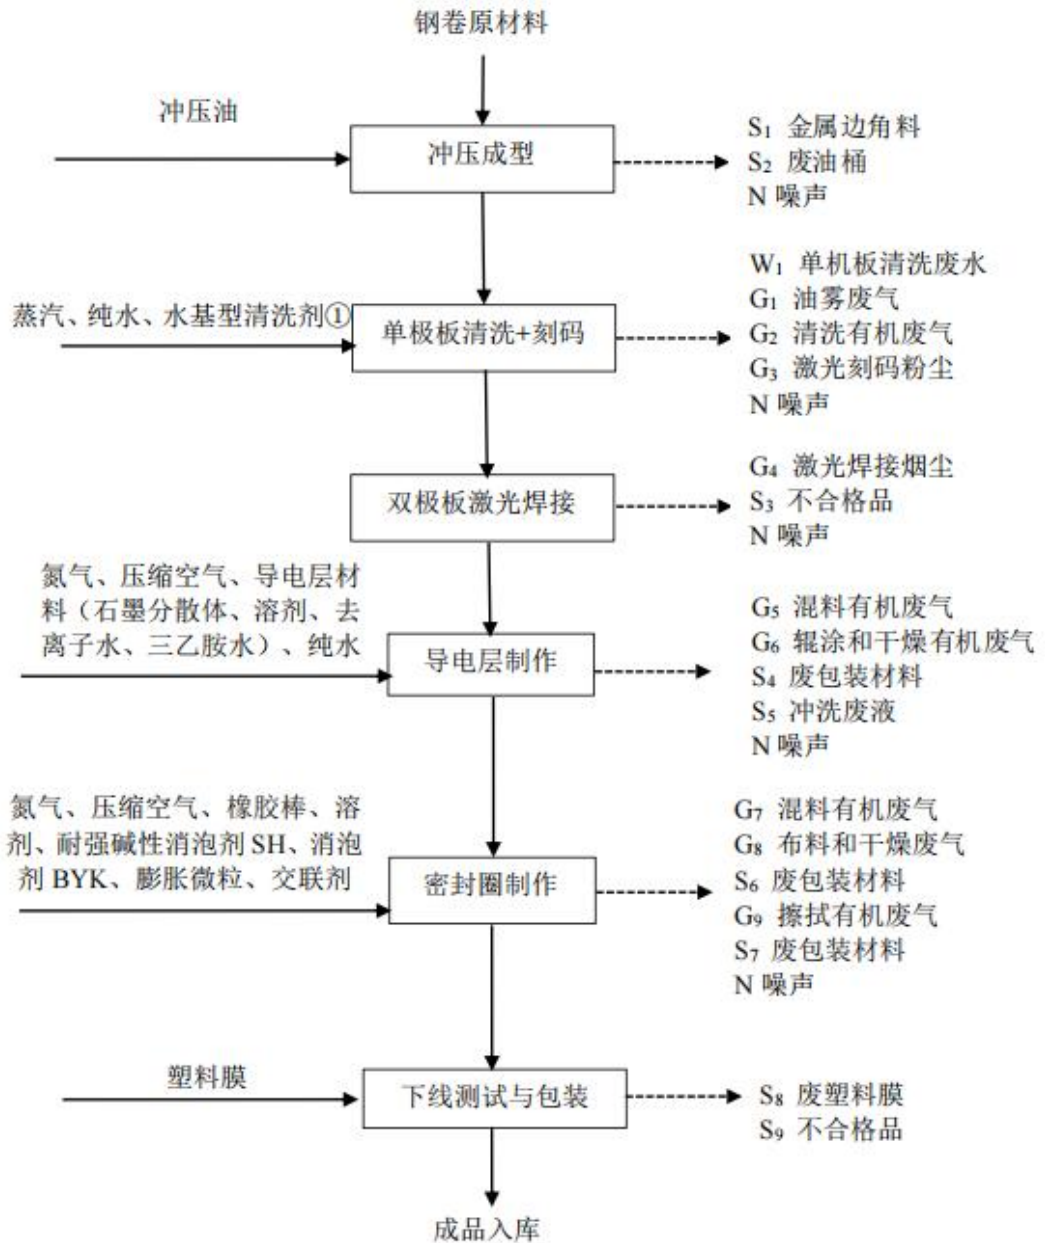 钢卷原材料
冲压油
冲压成型
S₁ 金属边角料
S₂ 废油桶
N 噪声
蒸汽、纯水、水基型清洗剂①
单极板清洗+刻码
W₁ 单机板清洗废水
G₁ 油雾废气
G₂ 清洗有机废气
G₃ 激光刻码粉尘
N 噪声
双极板激光焊接
G₄ 激光焊接烟尘
S₃ 不合格品
N 噪声
氮气、压缩空气、导电层材
料（石墨分散体、溶剂、去
离子水、三乙胺水）、纯水
导电层制作
G₅ 混料有机废气
G₆ 辊涂和干燥有机废气
S₄ 废包装材料
S₅ 冲洗废液
N 噪声
氮气、压缩空气、橡胶棒、溶
剂、耐强碱性消泡剂 SH、消泡
剂 BYK、膨胀微粒、交联剂
密封圈制作
G₇ 混料有机废气
G₈ 布料和干燥废气
S₆ 废包装材料
G₉ 擦拭有机废气
S₇ 废包装材料
N 噪声
塑料膜
下线测试与包装
S₈ 废塑料膜
S₉ 不合格品
成品入库